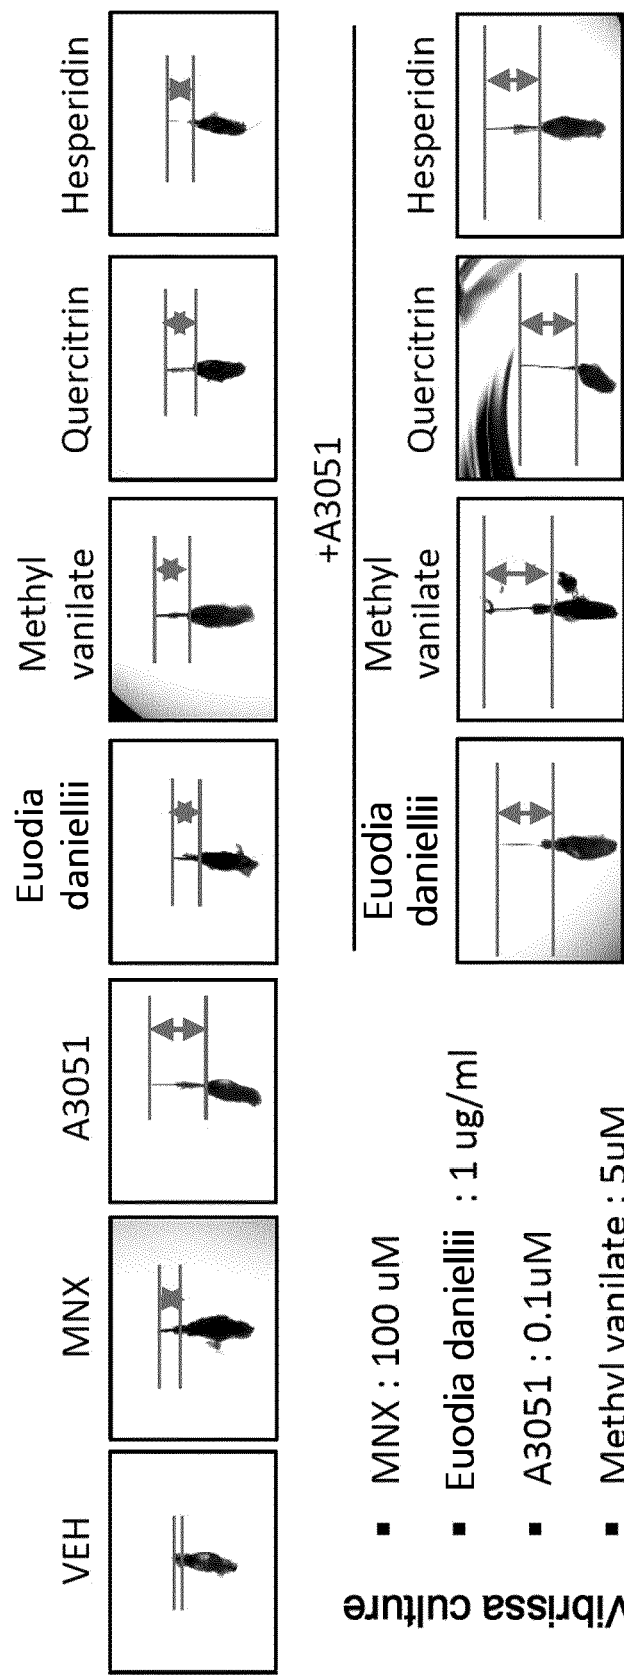 VEH
MNX
A3051
Euodia
daniellii
Methyl
vanilate
Quercitrin
Hesperidin
+A3051
Euodia
daniellii
Methyl
vanilate
Quercitrin
Hesperidin
Vibrissa culture
▪ MNX : 100 uM
▪ Euodia daniellii : 1 ug/ml
▪ A3051 : 0.1uM
▪ Methyl vanilate : 5uM